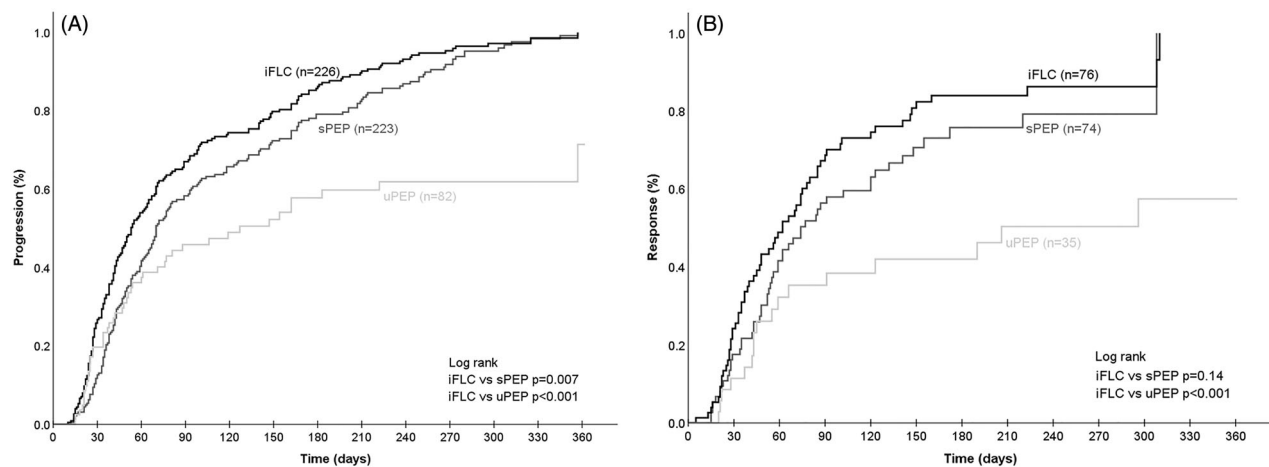 (A)
Progression (%)
1.0
0.8
0.6
0.4
0.2
0.0
iFLC (n=226)
sPEP (n=223)
uPEP (n=82)
Log rank
iFLC vs sPEP p=0.007
iFLC vs uPEP p<0.001
0 30 60 90 120 150 180 210 240 270 300 330 360
Time (days)
(B)
Response (%)
1.0
0.8
0.6
0.4
0.2
0.0
iFLC (n=76)
sPEP (n=74)
uPEP (n=35)
Log rank
iFLC vs sPEP p=0.14
iFLC vs uPEP p<0.001
0 30 60 90 120 150 180 210 240 270 300 330 360
Time (days)